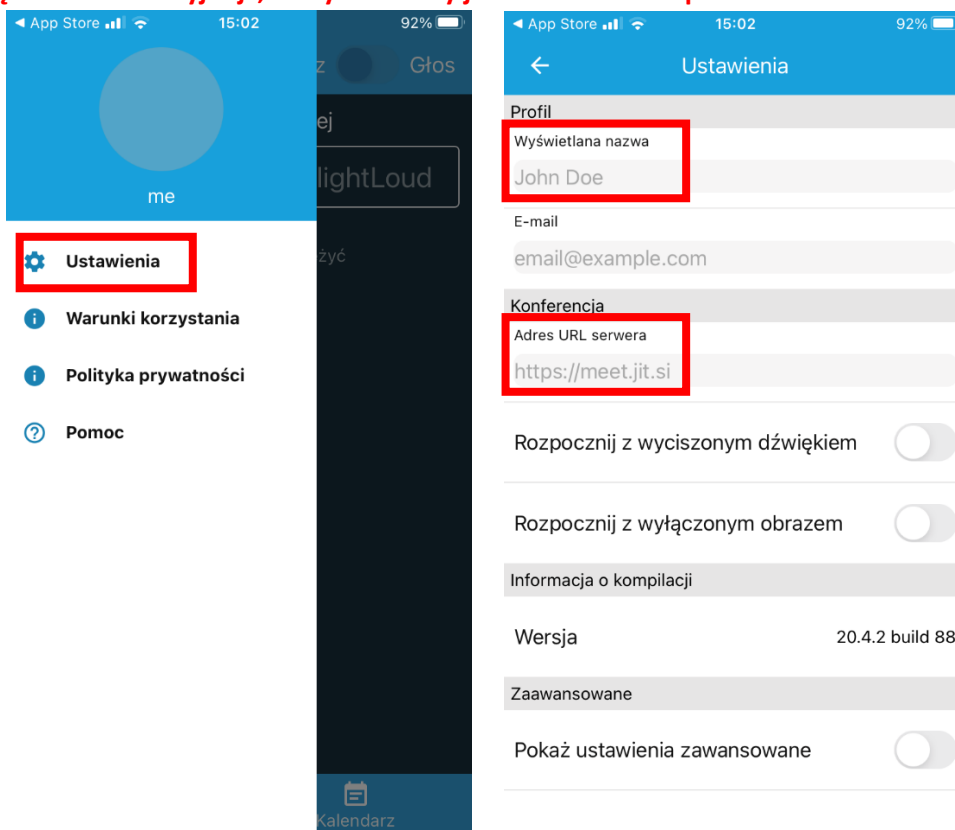 App Store 15:02 92%
z Głos
ej
lightLoud
me
żyć
Ustawienia
Warunki korzystania
Polityka prywatności
Pomoc
Kalendarz
App Store 15:02 92%
Ustawienia
Profil
Wyświetlana nazwa
John Doe
E-mail
email@example.com
Konferencja
Adres URL serwera
https://meet.jit.si
Rozpocznij z wyciszonym dźwiękiem
Rozpocznij z wyłączonym obrazem
Informacja o kompilacji
Wersja 20.4.2 build 88
Zaawansowane
Pokaż ustawienia zawansowane